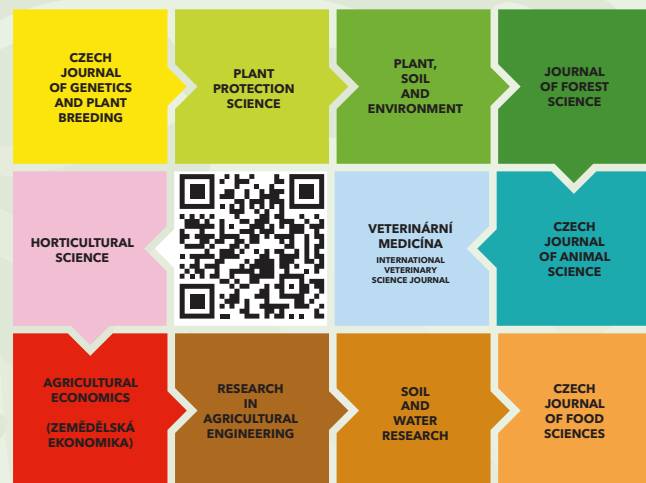 CZECH
JOURNAL
OF GENETICS
AND PLANT
BREEDING
PLANT
PROTECTION
SCIENCE
PLANT,
SOIL
AND
ENVIRONMENT
JOURNAL
OF FOREST
SCIENCE
HORTICULTURAL
SCIENCE
VETERINÁRNÍ
MEDICÍNA
INTERNATIONAL
VETERINARY
SCIENCE JOURNAL
CZECH
JOURNAL
OF ANIMAL
SCIENCE
AGRICULTURAL
ECONOMICS
(ZEMĚDĚLSKÁ
EKONOMIKA)
RESEARCH
IN
AGRICULTURAL
ENGINEERING
SOIL
AND
WATER
RESEARCH
CZECH
JOURNAL
OF FOOD
SCIENCES